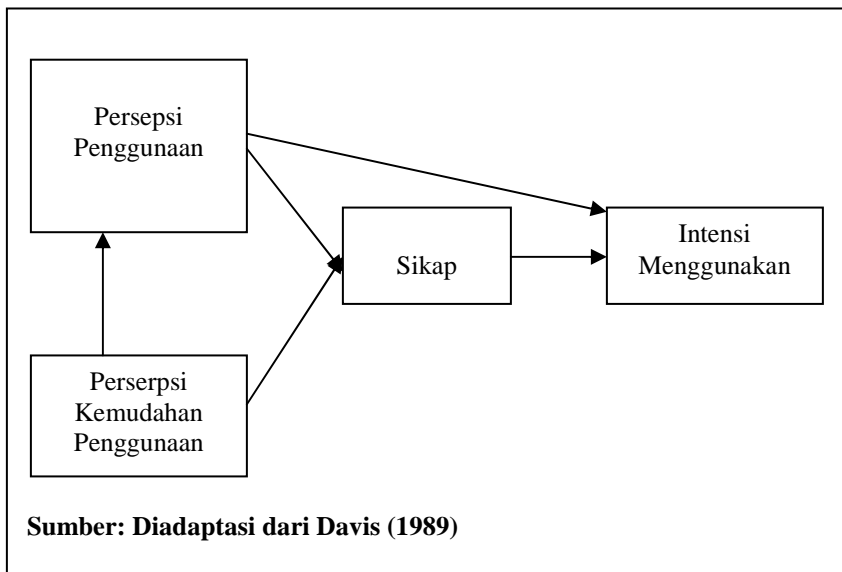 Persepsi
Penggunaan
Sikap
Intensi
Menggunakan
Perserpsi
Kemudahan
Penggunaan
Sumber: Diadaptasi dari Davis (1989)